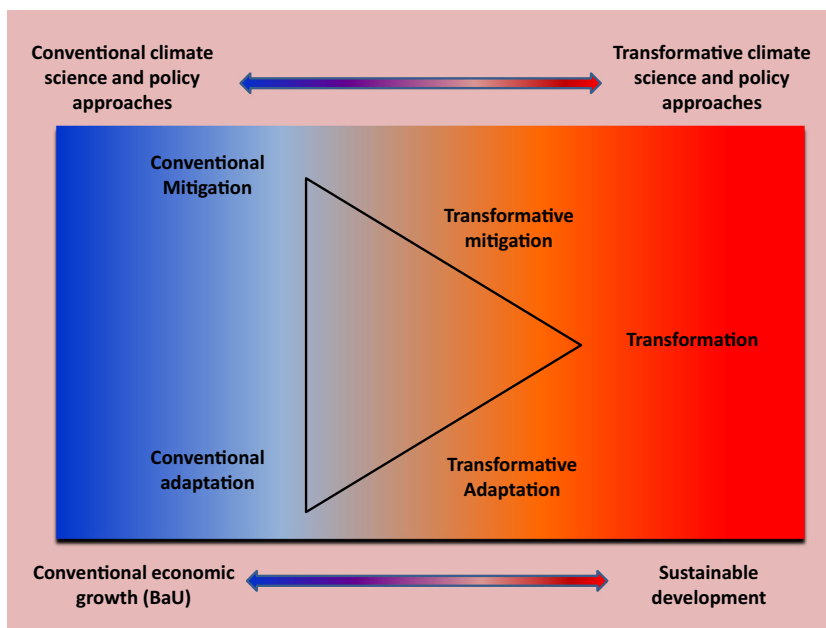 Conventional climate
science and policy
approaches
Transformative climate
science and policy
approaches
Conventional
Mitigation
Transformative
mitigation
Transformation
Conventional
adaptation
Transformative
Adaptation
Conventional economic
growth (BaU)
Sustainable
development